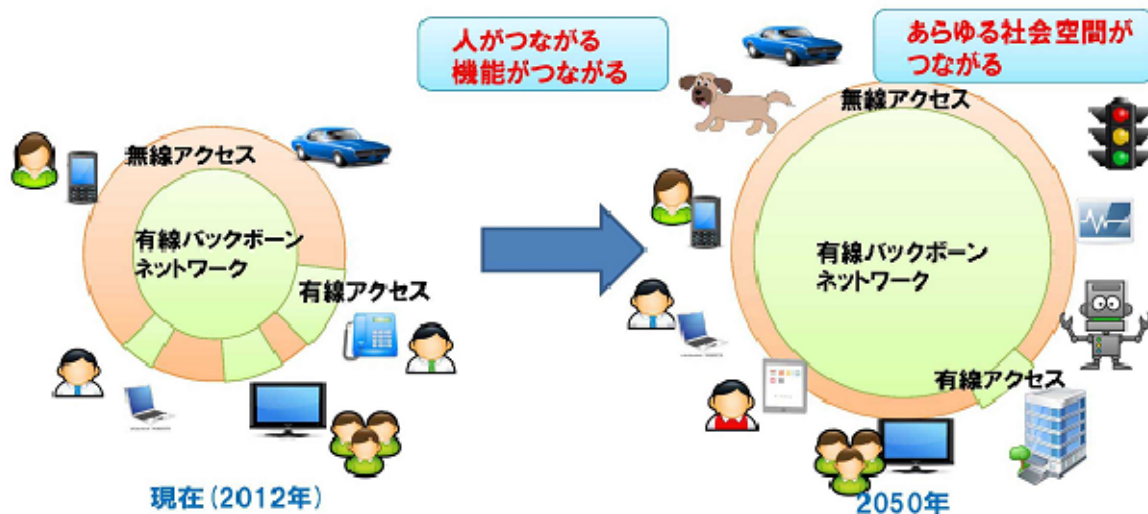 人がつながる
機能がつながる
あらゆる社会空間が
つながる
無線アクセス
有線バックボーン
ネットワーク
有線アクセス
現在(2012年)
無線アクセス
有線バックボーン
ネットワーク
有線アクセス
2050年